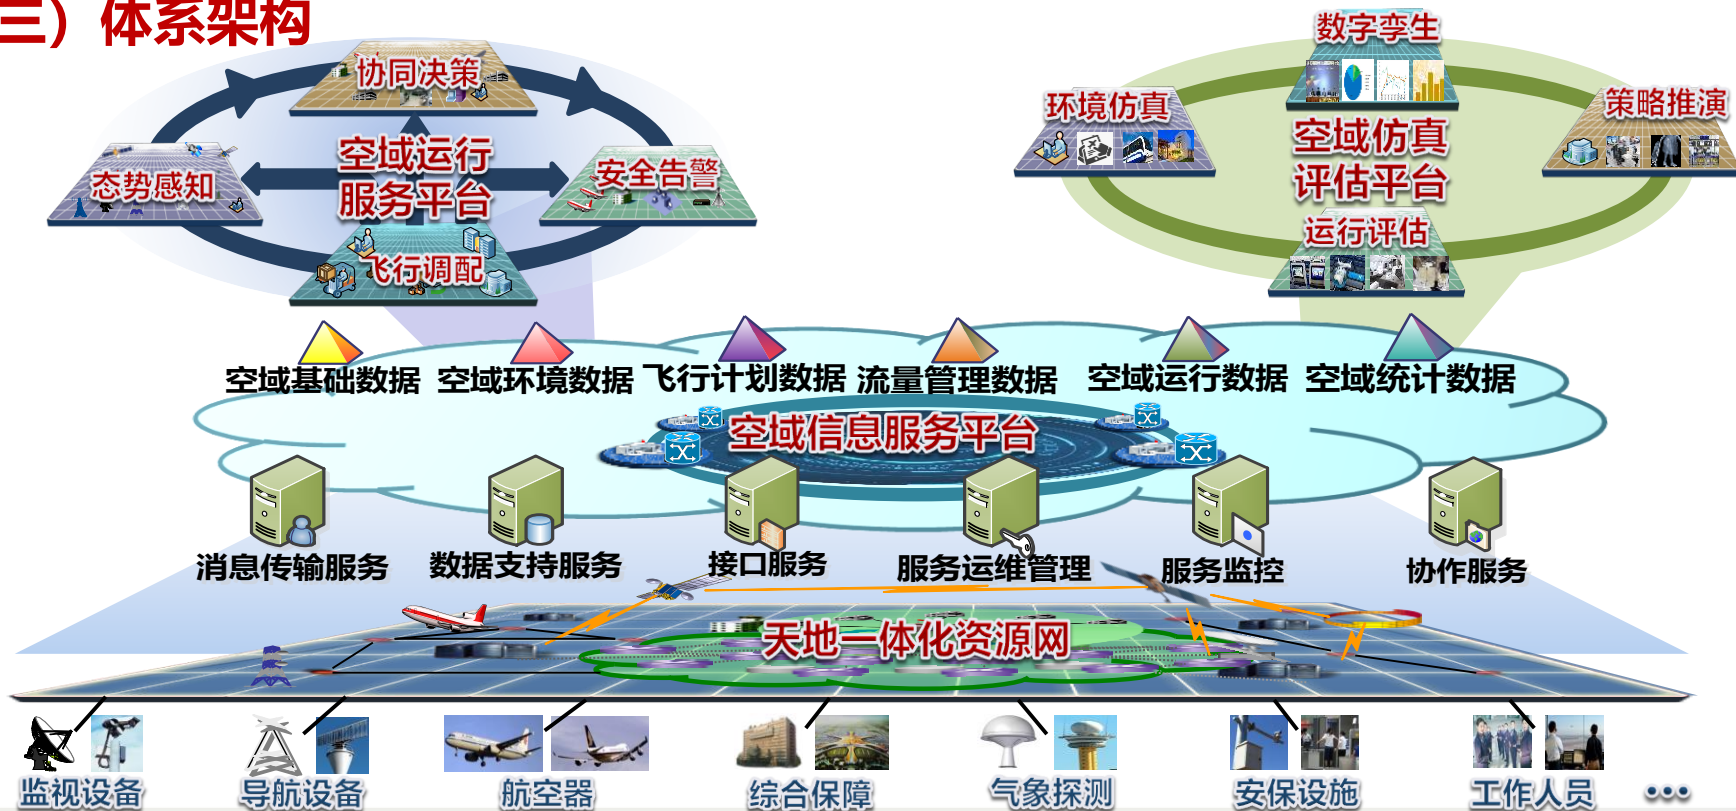 三）体系架构
协同决策
空域运行
服务平台
态势感知
安全告警
飞行调配
数字孪生
环境仿真
策略推演
空域仿真
评估平台
运行评估
空域基础数据
空域环境数据
飞行计划数据
流量管理数据
空域运行数据
空域统计数据
空域信息服务平台
消息传输服务
数据支持服务
接口服务
服务运维管理
服务监控
协作服务
天地一体化资源网
监视设备
导航设备
航空器
综合保障
气象探测
安保设施
工作人员
•••